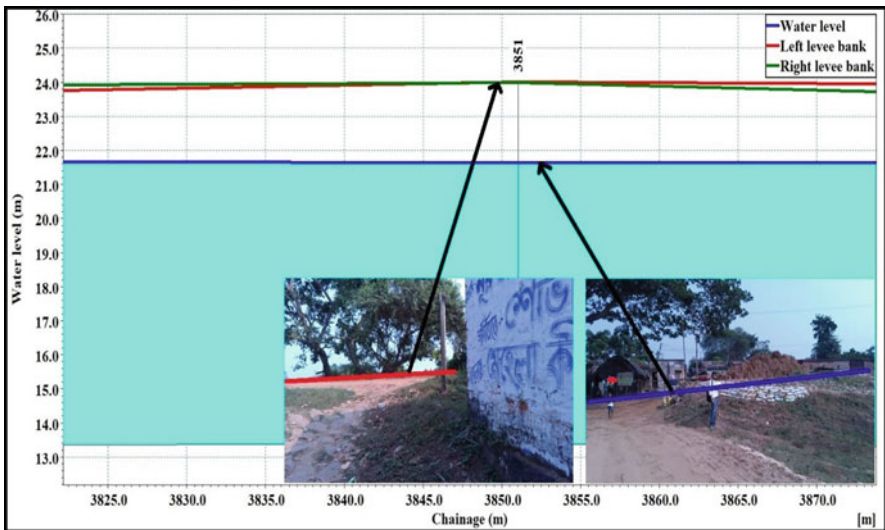 26.0
25.0
24.0
23.0
22.0
21.0
20.0
19.0
18.0
17.0
16.0
15.0
14.0
13.0
Water level (m)
3851
Water level
Left levee bank
Right levee bank
3825.0 3830.0 3835.0 3840.0 3845.0 3850.0 3855.0 3860.0 3865.0 3870.0
Chainage (m) [m]